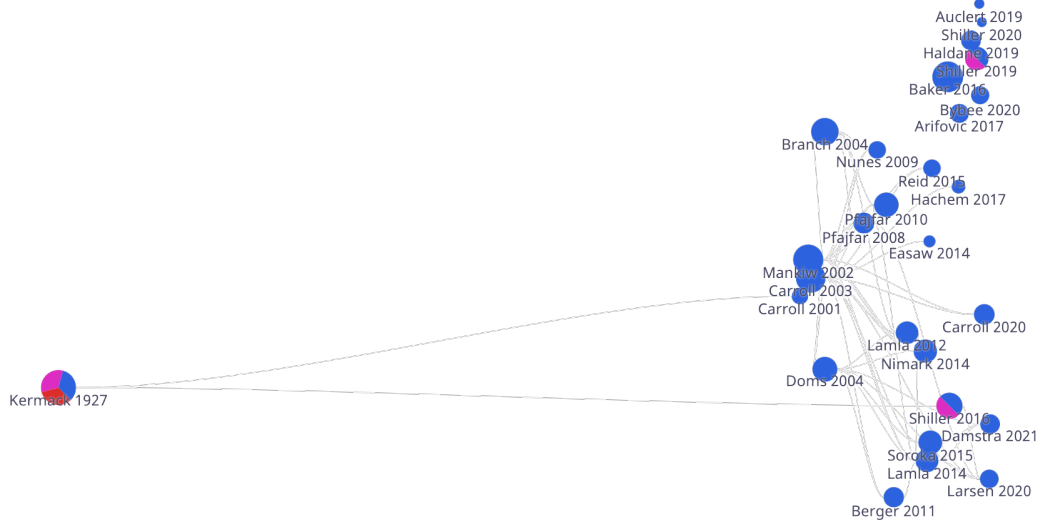 Auclert 2019
Shiller 2020
Haldane 2019
Shiller 2019
Baker 2016
Bybee 2020
Arifovic 2017
Branch 2004
Nunes 2009
Reid 2015
Hachem 2017
Pfajfar 2010
Pfajfar 2008
Easaw 2014
Mankiw 2002
Carroll 2003
Carroll 2001
Carroll 2020
Lamla 2012
Nimark 2014
Doms 2004
Kermack 1927
Shiller 2016
Damstra 2021
Soroka 2015
Lamla 2014
Larsen 2020
Berger 2011